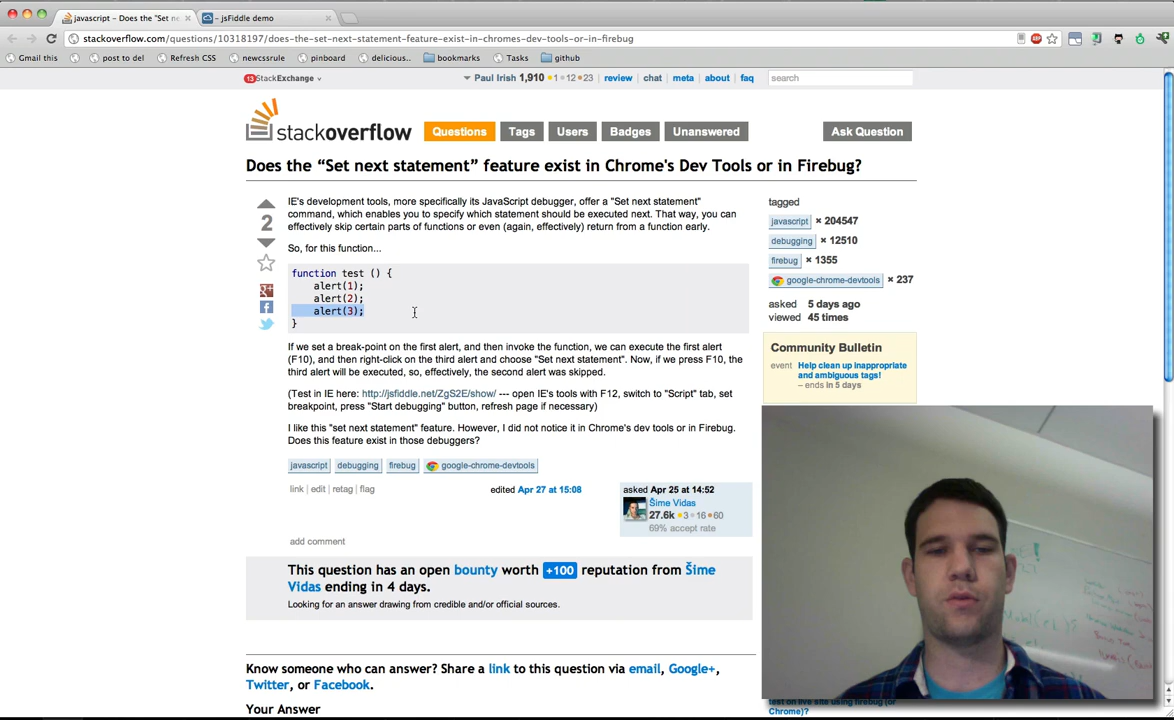 javascript – Does the "Set ne
– jsFiddle demo
stackoverflow.com/questions/10318197/does-the-set-next-statement-feature-exist-in-chromes-dev-tools-or-in-firebug
Gmail this
post to del
Refresh CSS
newcssrule
pinboard
delicious..
bookmarks
Tasks
github
13 StackExchange
Paul Irish 1,910 1 12 23 review chat meta about faq search
stackoverflow
Questions Tags Users Badges Unanswered Ask Question
Does the “Set next statement” feature exist in Chrome's Dev Tools or in Firebug?
IE's development tools, more specifically its JavaScript debugger, offer a "Set next statement"
command, which enables you to specify which statement should be executed next. That way, you can
effectively skip certain parts of functions or even (again, effectively) return from a function early.
2
So, for this function...
function test () {
alert(1);
alert(2);
alert(3);
}
If we set a break-point on the first alert, and then invoke the function, we can execute the first alert
(F10), and then right-click on the third alert and choose "Set next statement". Now, if we press F10, the
third alert will be executed, so, effectively, the second alert was skipped.
(Test in IE here: http://jsfiddle.net/ZgS2E/show/ --- open IE's tools with F12, switch to "Script" tab, set
breakpoint, press "Start debugging" button, refresh page if necessary)
I like this "set next statement" feature. However, I did not notice it in Chrome's dev tools or in Firebug.
Does this feature exist in those debuggers?
javascript debugging firebug google-chrome-devtools
link | edit | retag | flag
edited Apr 27 at 15:08
asked Apr 25 at 14:52
Šime Vidas
27.6k 3 16 60
69% accept rate
add comment
This question has an open bounty worth +100 reputation from Šime
Vidas ending in 4 days.
Looking for an answer drawing from credible and/or official sources.
Know someone who can answer? Share a link to this question via email, Google+,
Twitter, or Facebook.
Your Answer
tagged
javascript × 204547
debugging × 12510
firebug × 1355
google-chrome-devtools × 237
asked 5 days ago
viewed 45 times
Community Bulletin
event Help clean up inappropriate
and ambiguous tags!
– ends in 5 days
test on live site using firebug (or
Chrome)?